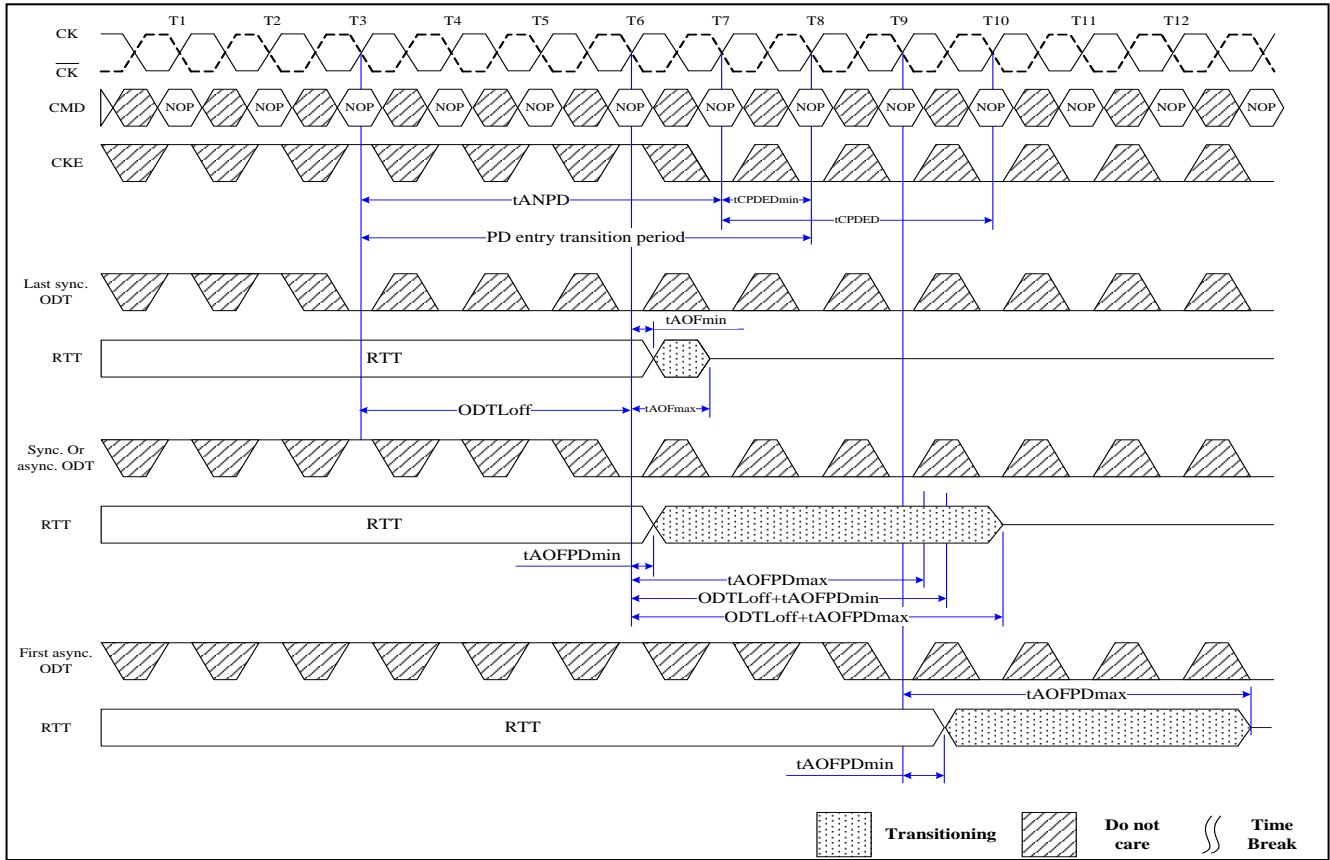 T1 T2 T3 T4 T5 T6 T7 T8 T9 T10 T11 T12
CK
CK
CMD NOP NOP NOP NOP NOP NOP NOP NOP NOP NOP NOP NOP NOP
CKE
tANPD tCPDEDmin
tCPDED
PD entry transition period
Last sync.
ODT
tAOFmin
RTT RTT
ODTLoff tAOFmax
Sync. Or
async. ODT
RTT RTT
tAOFPDmin
tAOFPDmax
ODTLoff+tAOFPDmin
ODTLoff+tAOFPDmax
First async.
ODT
tAOFPDmax
RTT RTT
tAOFPDmin
Transitioning
Do not
care
Time
Break